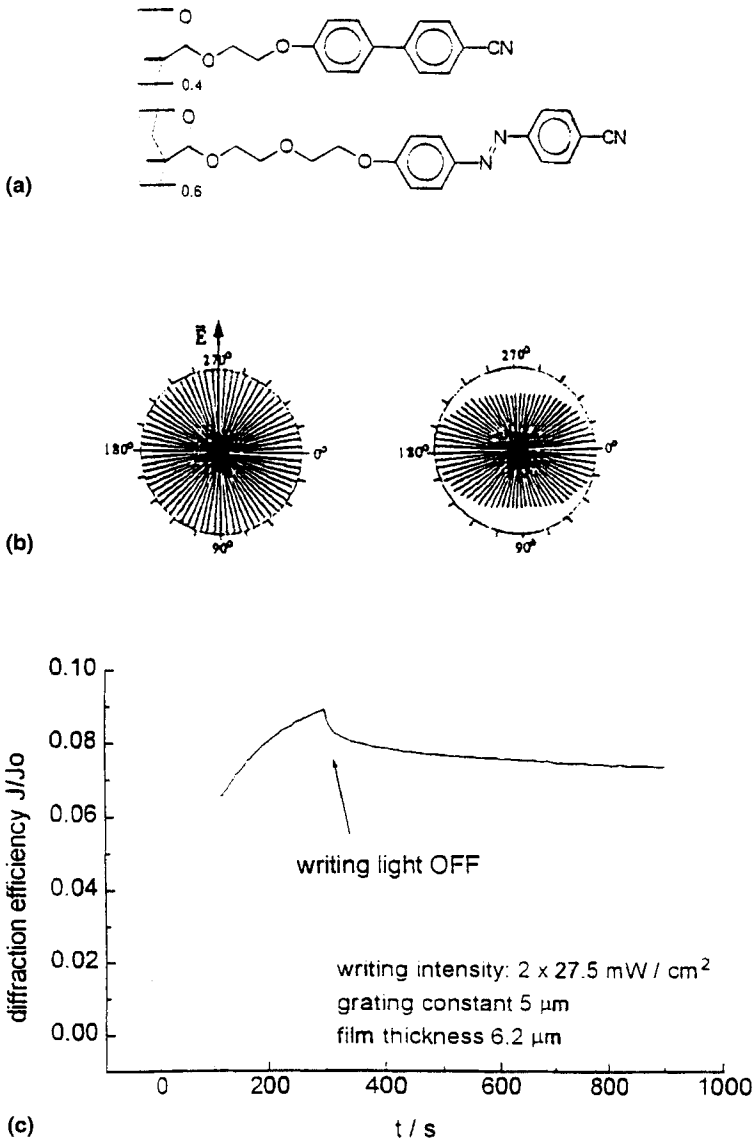 O
O
O
CN
0.4
O
O
O
O
N
N
CN
0.6
(a)
E
270°
180°
0°
90°
270°
180°
0°
90°
(b)
0.10
0.08
0.06
0.04
0.02
0.00
diffraction efficiency J/Jo
writing light OFF
writing intensity: 2 x 27.5 mW / cm²
grating constant 5 µm
film thickness 6.2 µm
0 200 400 600 800 1000
(c)
t / s